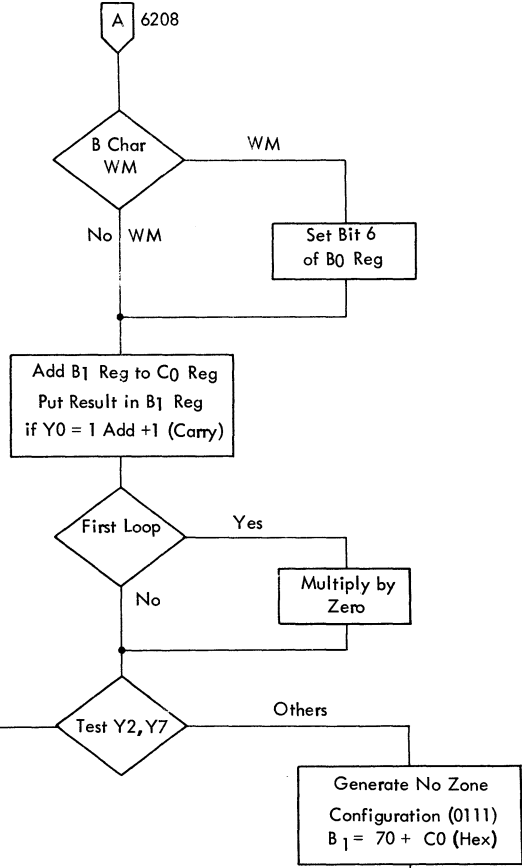 A 6208
B Char
WM
WM
No WM
Set Bit 6
of B0 Reg
Add B1 Reg to C0 Reg
Put Result in B1 Reg
if Y0 = 1 Add +1 (Carry)
First Loop
Yes
No
Multiply by
Zero
Test Y2, Y7
Others
Generate No Zone
Configuration (0111)
B1 = 70 + C0 (Hex)